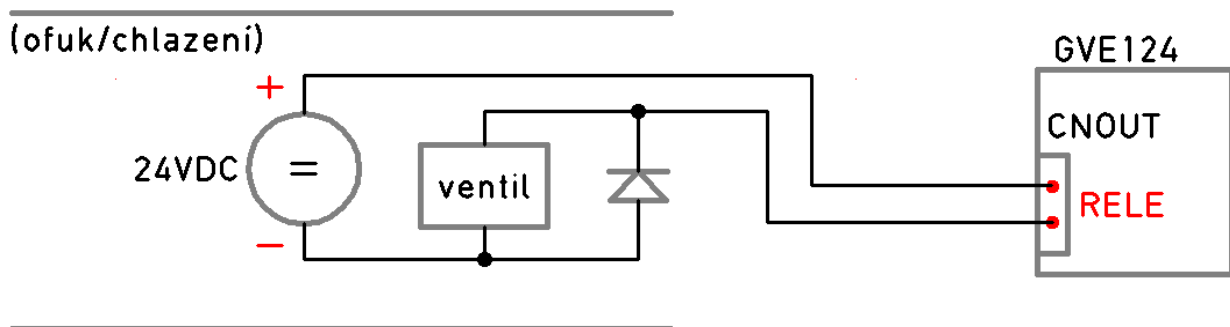 (ofuk/chlazení)
GVE124
+
CNOUT
24VDC
=
ventil
RELE
−